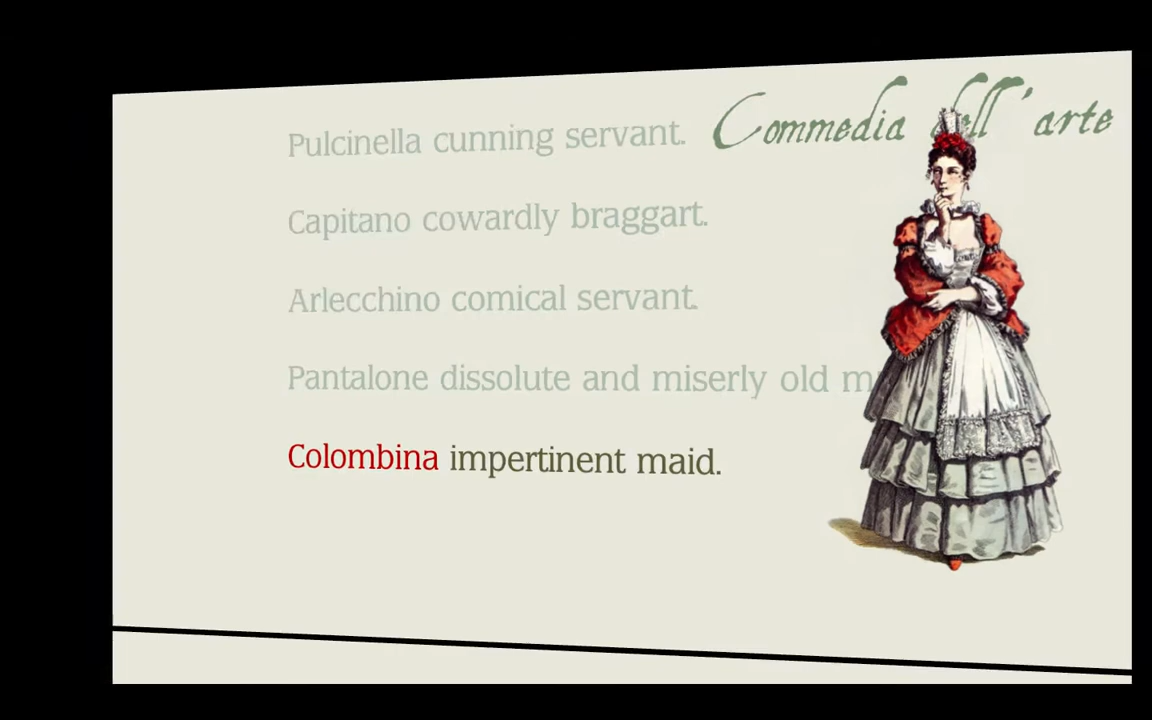 Commedia dell'arte
Pulcinella cunning servant.
Capitano cowardly braggart.
Arlecchino comical servant.
Pantalone dissolute and miserly old
Colombina impertinent maid.